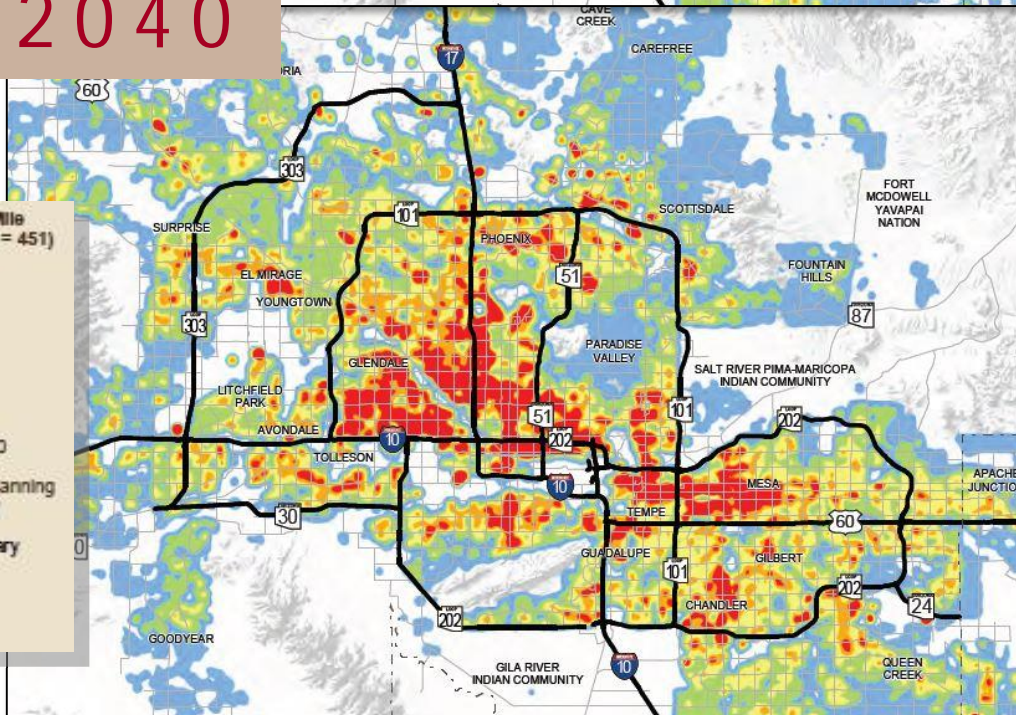 2040
CAVE
CREEK
CAREFREE
17
60
303
FORT
MCDOWELL
YAVAPAI
NATION
SCOTTSDALE
101
SURPRISE
PHOENIX
= 451)
51
FOUNTAIN
HILLS
EL MIRAGE
YOUNGTOWN
87
303
PARADISE
VALLEY
GLENDALE
SALT RIVER PIMA-MARICOPA
INDIAN COMMUNITY
LITCHFIELD
PARK
101
51
202
AVONDALE
10
202
TOLLESON
10
MESA
APACHE
30
TEMPE
60
GUADALUPE
GILBERT
101
202
CHANDLER
24
202
GOODYEAR
10
GILA RIVER
INDIAN COMMUNITY
QUEEN
CREEK